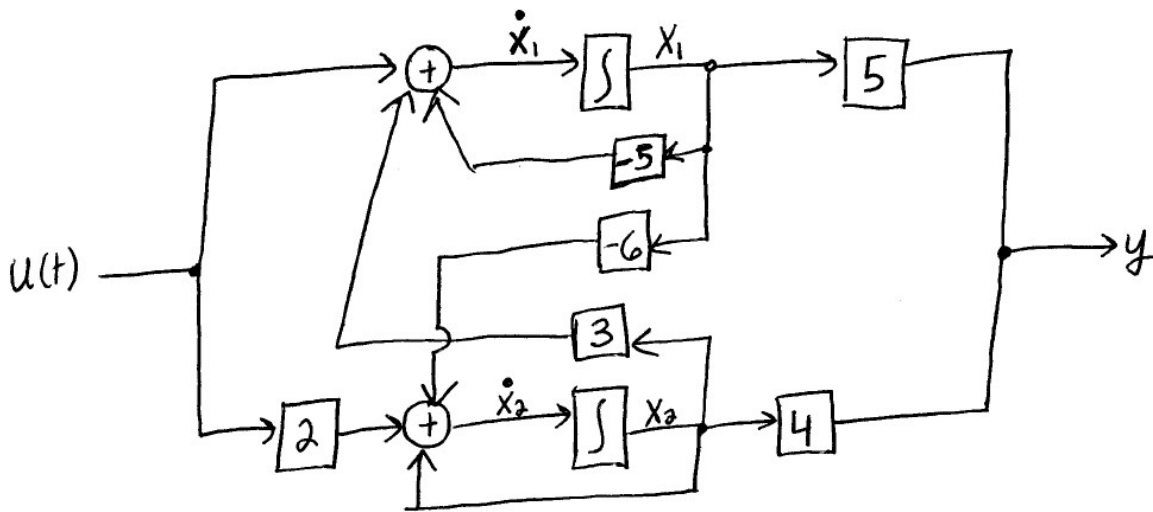 +
ẋ₁
∫
x₁
5
-5
-6
u(t)
y
3
2
+
ẋ₂
∫
x₂
4